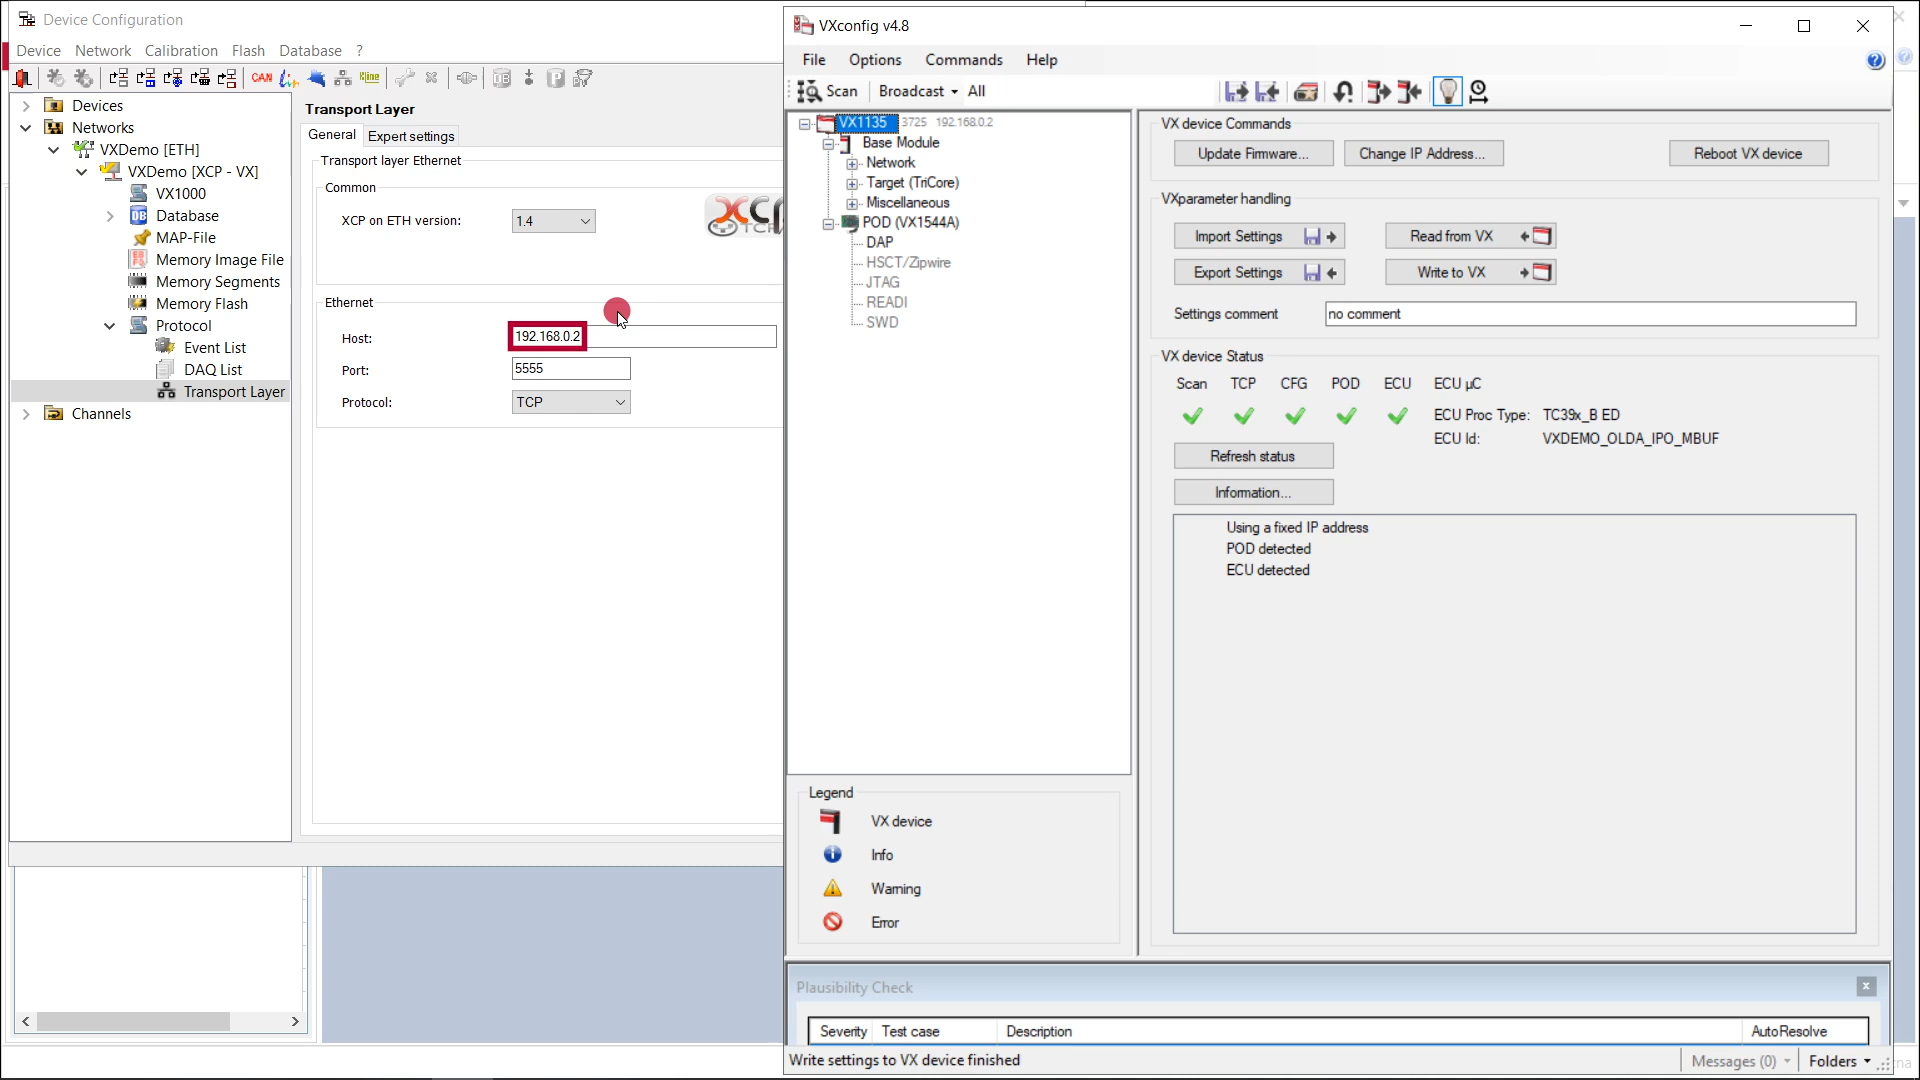 Device Configuration
Device Network Calibration Flash Database ?
CAN
Kline
DB
P
Devices
Networks
VXDemo [ETH]
VXDemo [XCP - VX]
VX1000
DB Database
MAP-File
Memory Image File
Memory Segments
Memory Flash
Protocol
Event List
DAQ List
Transport Layer
Channels
Transport Layer
General Expert settings
Transport layer Ethernet
Common
XCP on ETH version: 1.4
Ethernet
Host: 192.168.0.2
Port: 5555
Protocol: TCP
VXconfig v4.8
File Options Commands Help
Scan Broadcast All
VX1135 3725 192.168.0.2
Base Module
Network
Target (TriCore)
Miscellaneous
POD (VX1544A)
DAP
HSCT/Zipwire
JTAG
READI
SWD
Legend
VX device
Info
Warning
Error
VX device Commands
Update Firmware... Change IP Address... Reboot VX device
VXparameter handling
Import Settings Read from VX
Export Settings Write to VX
Settings comment no comment
VX device Status
Scan TCP CFG POD ECU ECU µC
ECU Proc Type: TC39x_B ED
ECU Id: VXDEMO_OLDA_IPO_MBUF
Refresh status
Information...
Using a fixed IP address
POD detected
ECU detected
Plausibility Check
Severity Test case Description AutoResolve
Write settings to VX device finished Messages (0) Folders